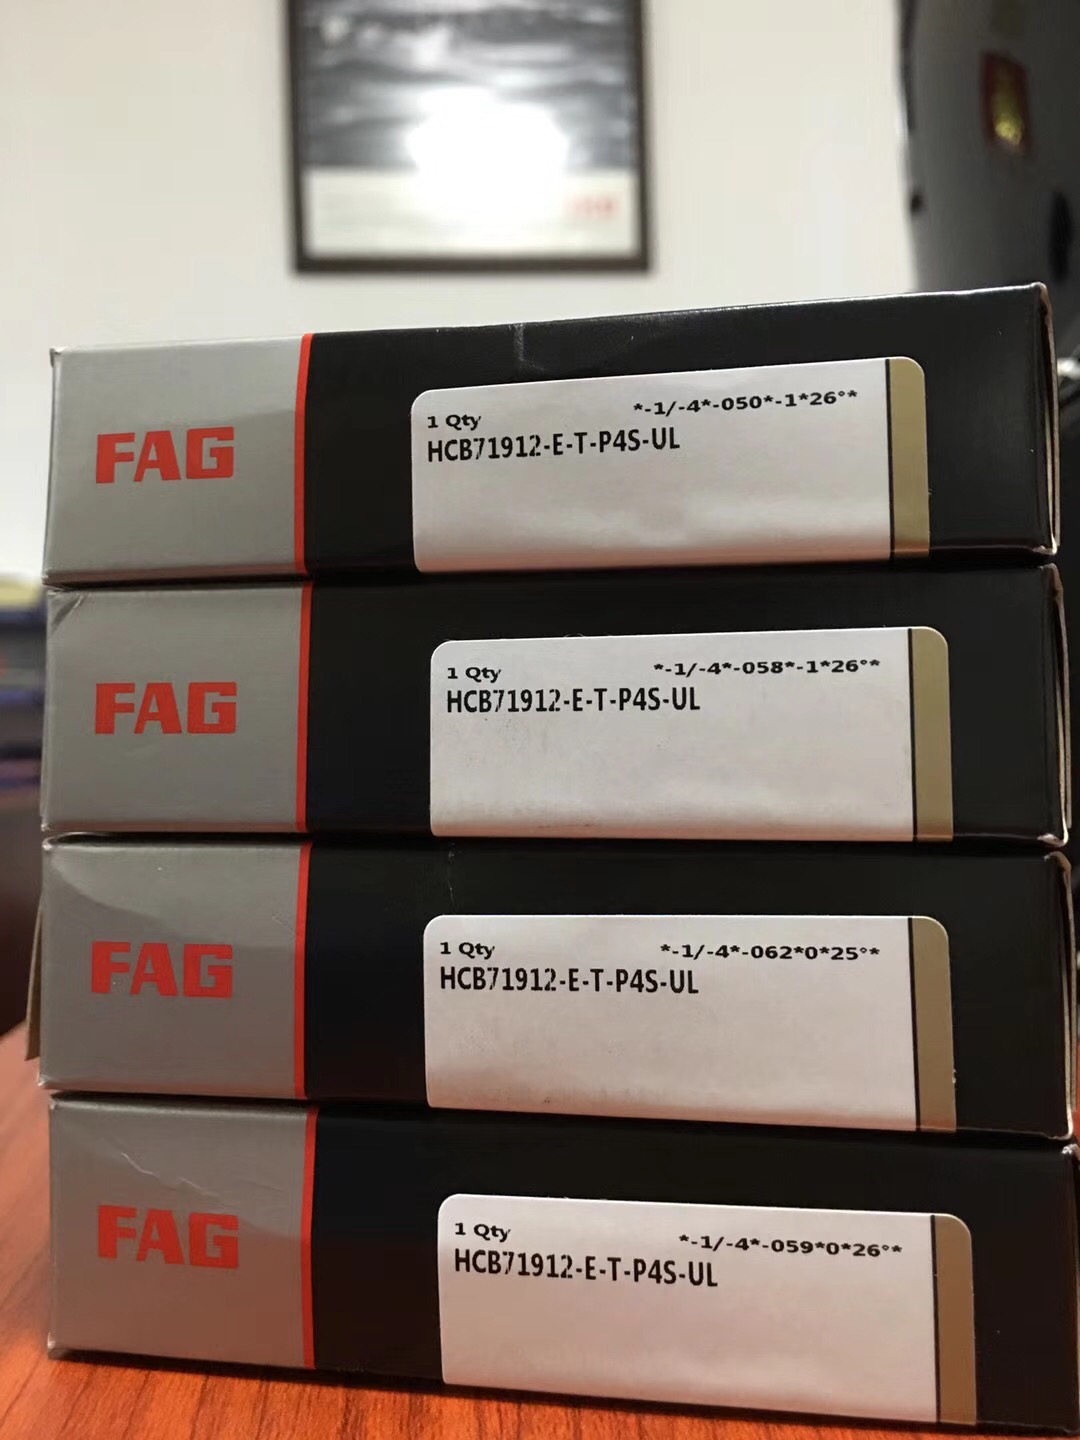 FAG
1 Qty *-1/-4*-050*-1*26°*
HCB71912-E-T-P4S-UL
FAG
1 Qty *-1/-4*-058*-1*26°*
HCB71912-E-T-P4S-UL
FAG
1 Qty *-1/-4*-062*0*25°*
HCB71912-E-T-P4S-UL
FAG
1 Qty *-1/-4*-059*0*26°*
HCB71912-E-T-P4S-UL